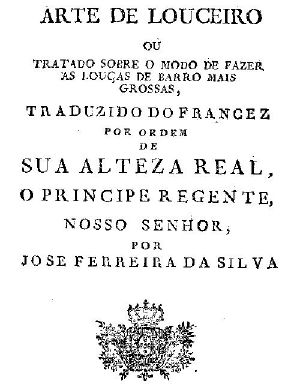 ARTE DE LOUCEIRO
OU
TRATADO SOBRE O MODO DE FAZER
AS LOUÇAS DE BARRO MAIS
GROSSAS,
TRADUZIDO DO FRANCEZ
POR ORDEM
DE
SUA ALTEZA REAL,
O PRINCIPE REGENTE,
NOSSO SENHOR,
POR
JOSE FERREIRA DA SILVA